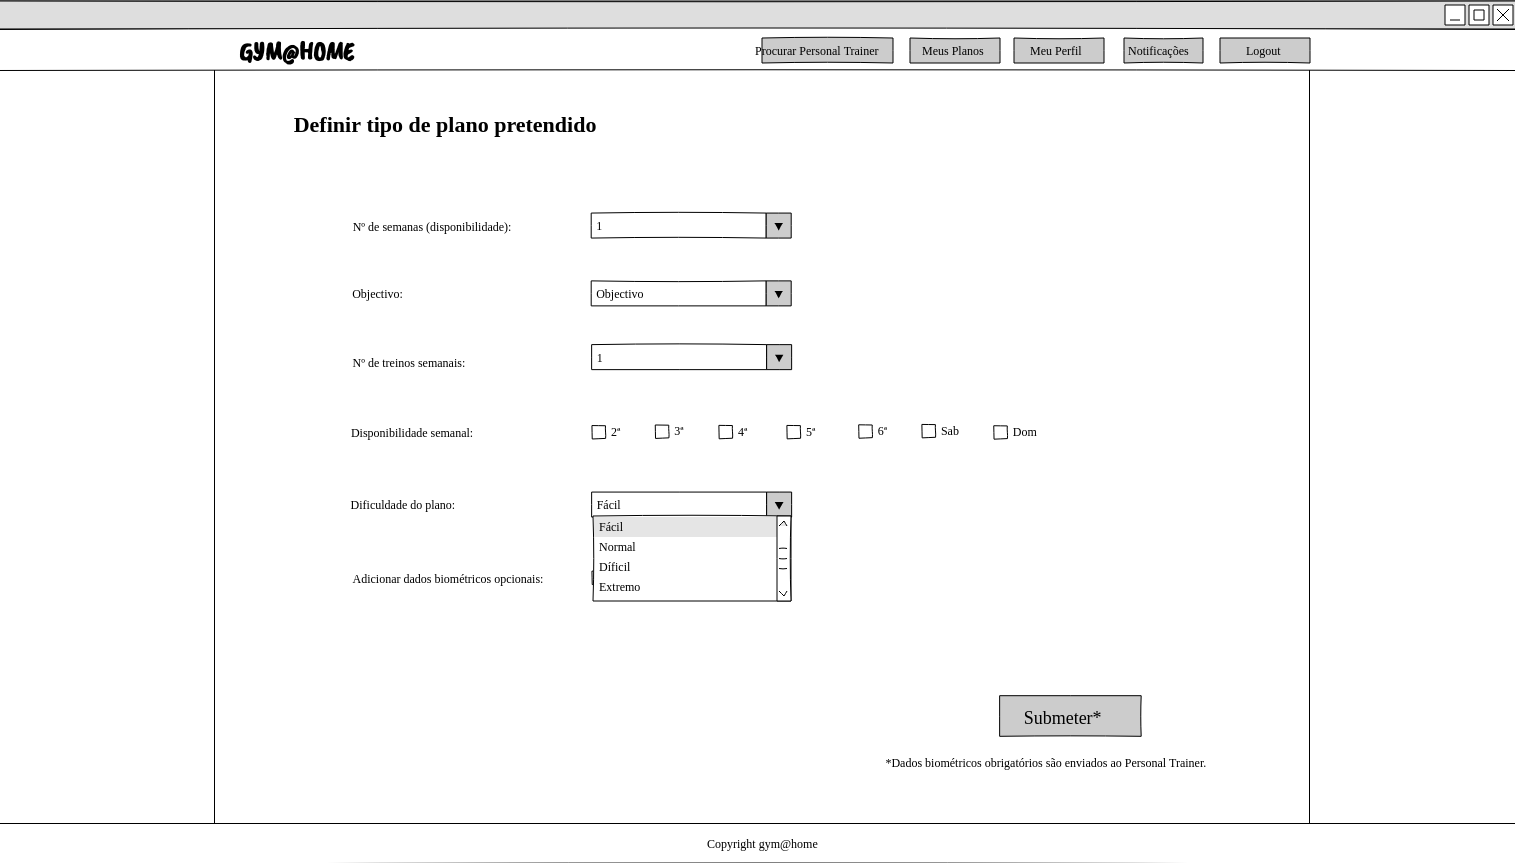 GYM@HOME
Procurar Personal Trainer
Meus Planos
Meu Perfil
Notificações
Logout
Definir tipo de plano pretendido
Nº de semanas (disponibilidade):
1
Objectivo:
Objectivo
Nº de treinos semanais:
1
Disponibilidade semanal:
2ª
3ª
4ª
5ª
6ª
Sab
Dom
Dificuldade do plano:
Fácil
Fácil
Normal
Díficil
Extremo
Adicionar dados biométricos opcionais:
Submeter*
*Dados biométricos obrigatórios são enviados ao Personal Trainer.
Copyright gym@home